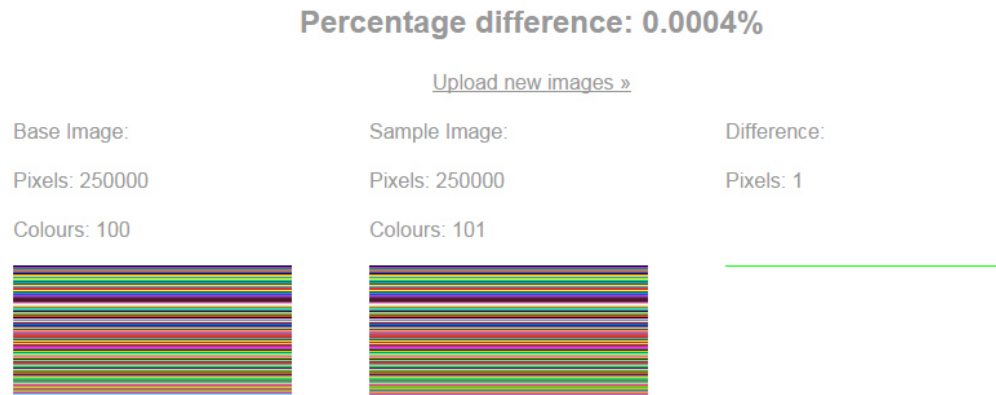 Percentage difference: 0.0004%
Upload new images »
Base Image:
Sample Image:
Difference:
Pixels: 250000
Pixels: 250000
Pixels: 1
Colours: 100
Colours: 101